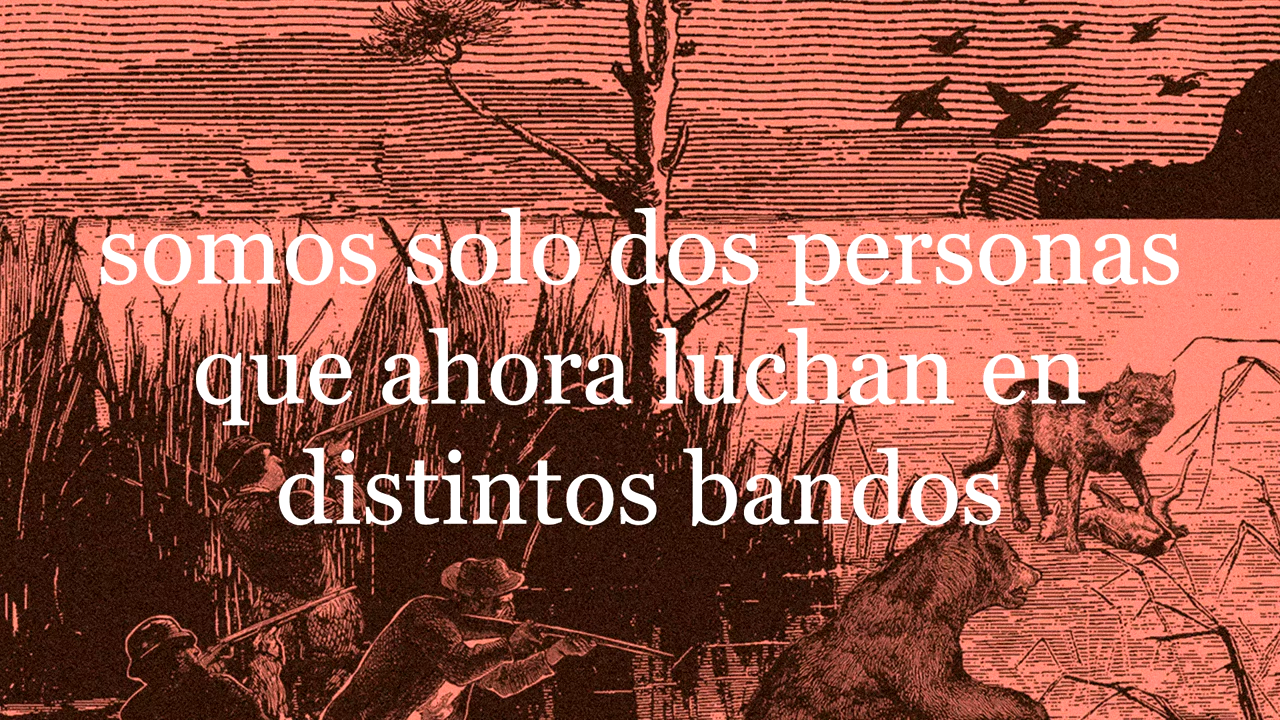 somos solo dos personas
que ahora luchan en
distintos bandos